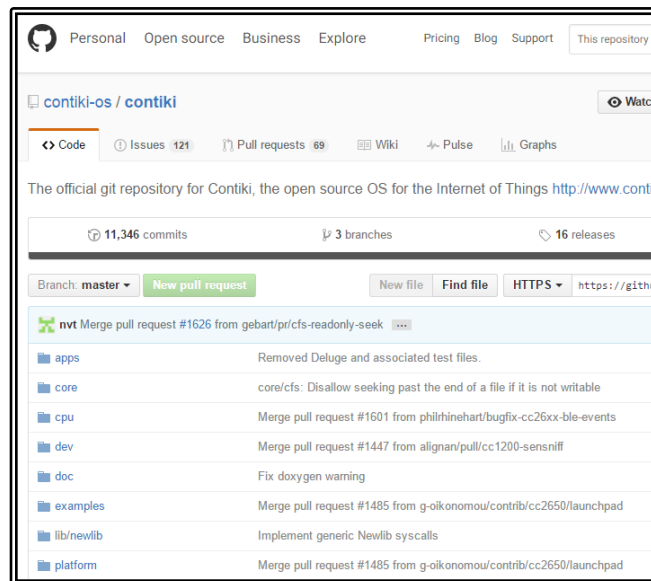 Personal Open source Business Explore Pricing Blog Support This repository
contiki-os / contiki Watc
Code Issues 121 Pull requests 69 Wiki Pulse Graphs
The official git repository for Contiki, the open source OS for the Internet of Things http://www.conti
11,346 commits 3 branches 16 releases
Branch: master New pull request New file Find file HTTPS https://gith
nvt Merge pull request #1626 from gebart/pr/cfs-readonly-seek ...
apps Removed Deluge and associated test files.
core core/cfs: Disallow seeking past the end of a file if it is not writable
cpu Merge pull request #1601 from philrhinehart/bugfix-cc26xx-ble-events
dev Merge pull request #1447 from alignan/pull/cc1200-sensniff
doc Fix doxygen warning
examples Merge pull request #1485 from g-oikonomou/contrib/cc2650/launchpad
lib/newlib Implement generic Newlib syscalls
platform Merge pull request #1485 from g-oikonomou/contrib/cc2650/launchpad